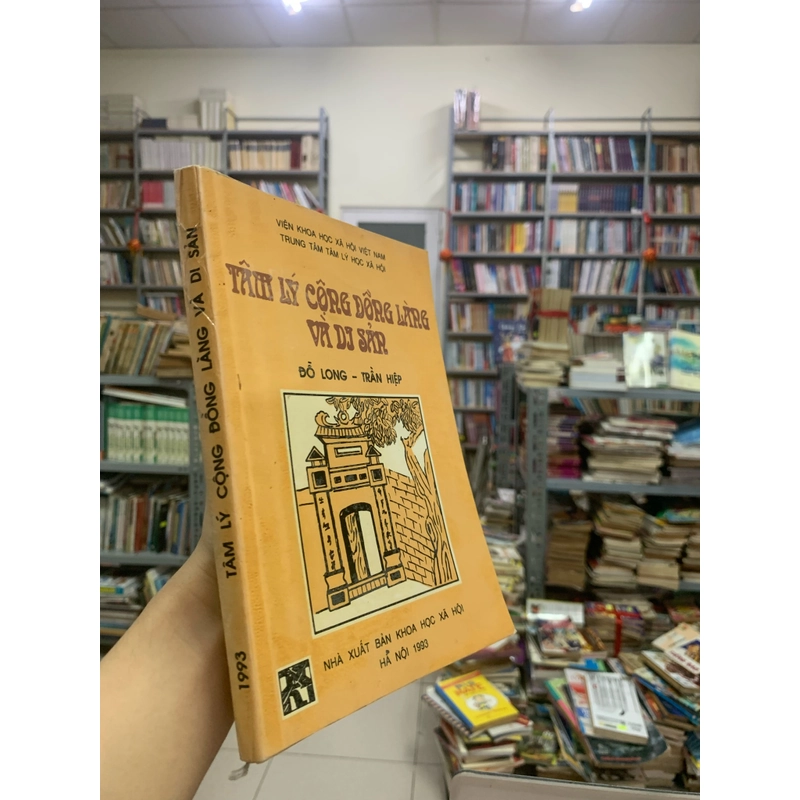 VIỆN KHOA HỌC XÃ HỘI VIỆT NAM
TRUNG TÂM TÂM LÝ HỌC XÃ HỘI
TÂM LÝ CỘNG ĐỒNG LÀNG
VÀ DI SẢN
ĐỖ LONG - TRẦN HIỆP
NHÀ XUẤT BẢN KHOA HỌC XÃ HỘI
HÀ NỘI 1993
TÂM LÝ CỘNG ĐỒNG LÀNG VÀ DI SẢN
1993